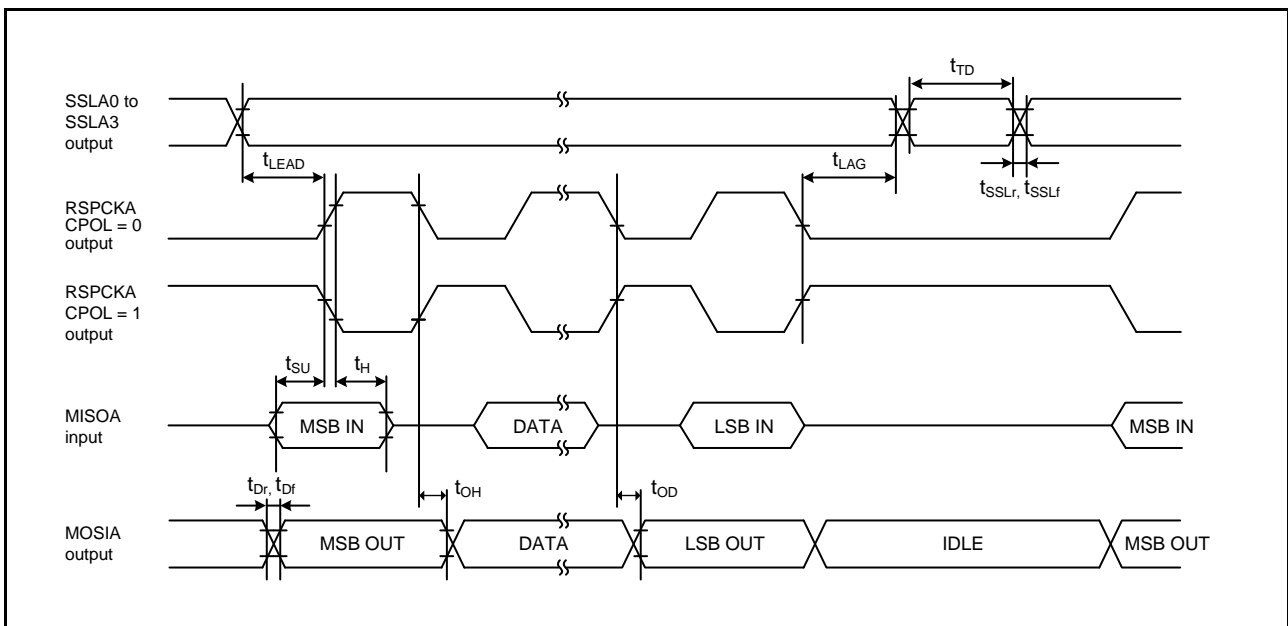 tTD
SSLA0 to
SSLA3
output
tLEAD
tLAG
tSSLr, tSSLf
RSPCKA
CPOL = 0
output
RSPCKA
CPOL = 1
output
tSU
tH
MISOA
input
MSB IN
DATA
LSB IN
MSB IN
tDr, tDf
tOH
tOD
MOSIA
output
MSB OUT
DATA
LSB OUT
IDLE
MSB OUT